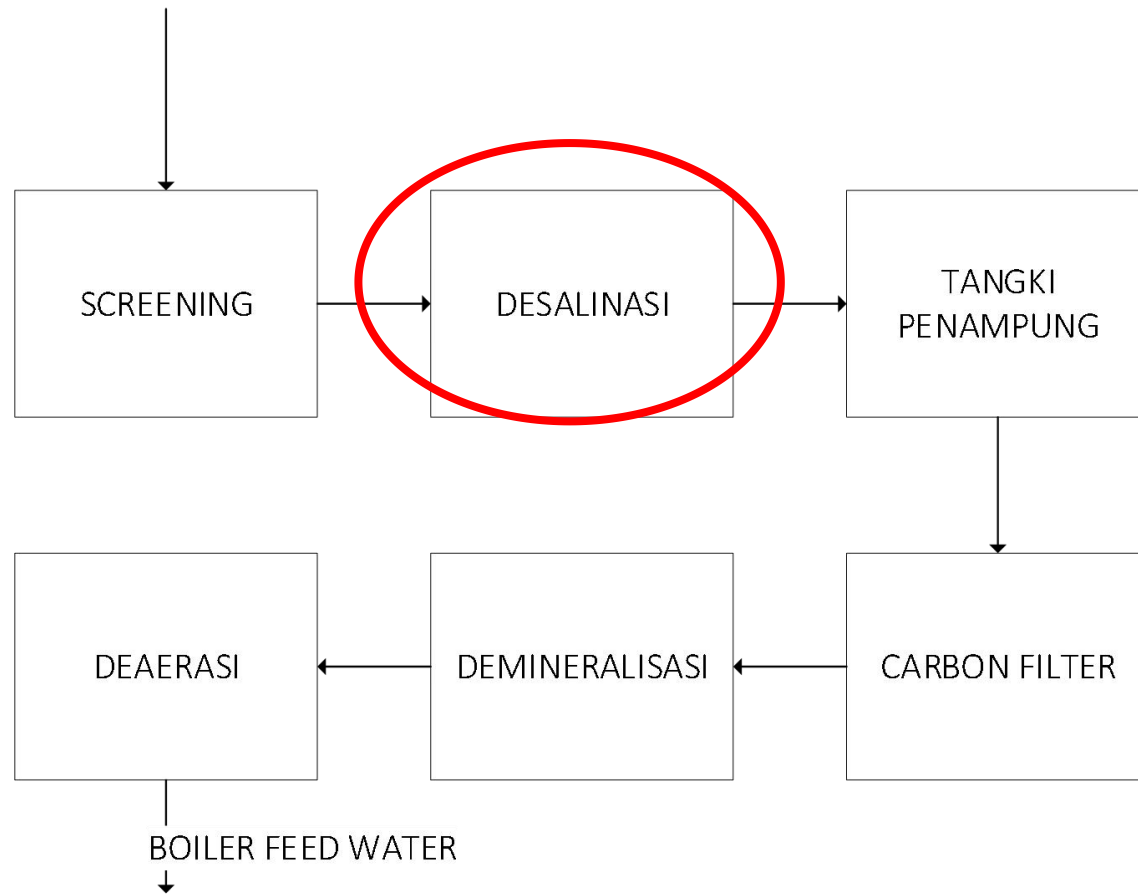 SCREENING
DESALINASI
TANGKI
PENAMPUNG
CARBON FILTER
DEMINERALISASI
DEAERASI
BOILER FEED WATER